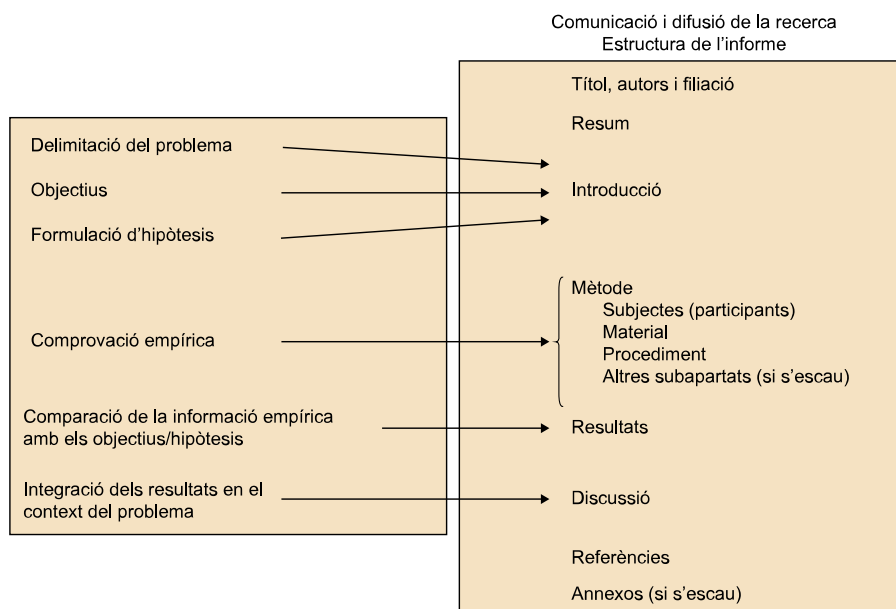 Comunicació i difusió de la recerca
Estructura de l’informe
Delimitació del problema
Objectius
Formulació d’hipòtesis
Comprovació empírica
Comparació de la informació empírica
amb els objectius/hipòtesis
Integració dels resultats en el
context del problema
Títol, autors i filiació
Resum
Introducció
Mètode
Subjectes (participants)
Material
Procediment
Altres subapartats (si s’escau)
Resultats
Discussió
Referències
Annexos (si s’escau)